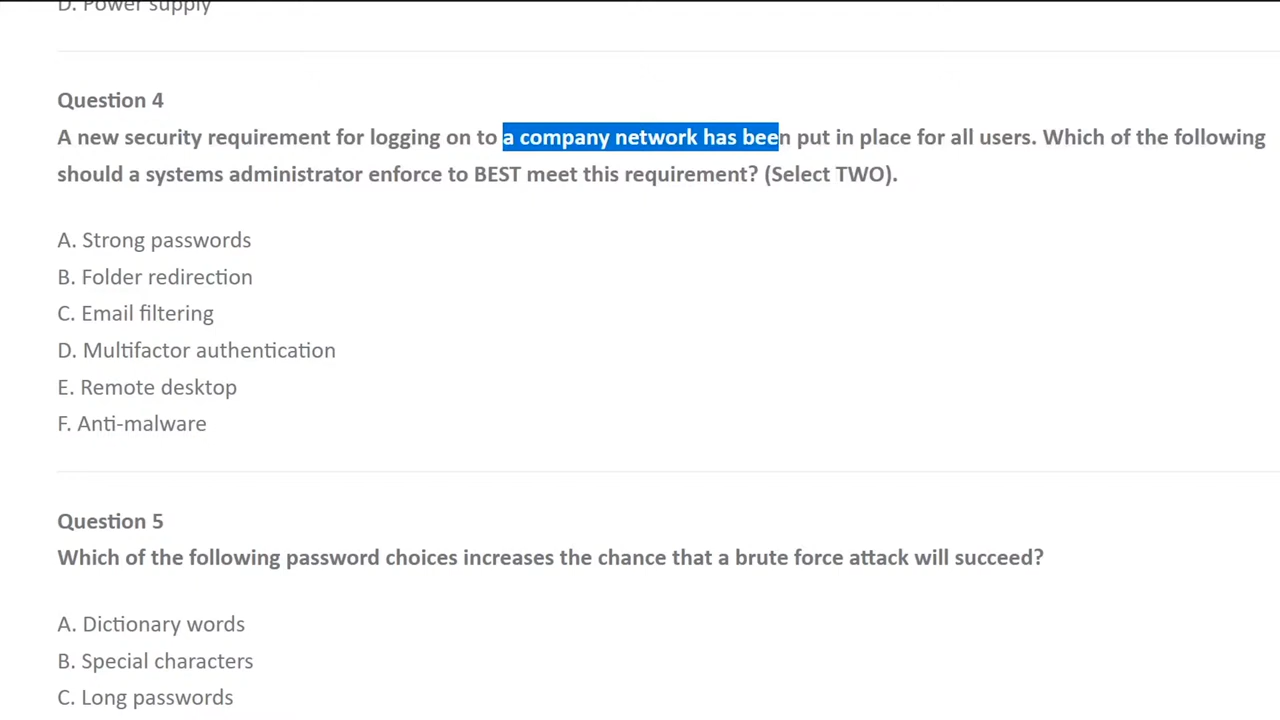 D. Power supply
Question 4
A new security requirement for logging on to a company network has been put in place for all users. Which of the following
should a systems administrator enforce to BEST meet this requirement? (Select TWO).
A. Strong passwords
B. Folder redirection
C. Email filtering
D. Multifactor authentication
E. Remote desktop
F. Anti-malware
Question 5
Which of the following password choices increases the chance that a brute force attack will succeed?
A. Dictionary words
B. Special characters
C. Long passwords